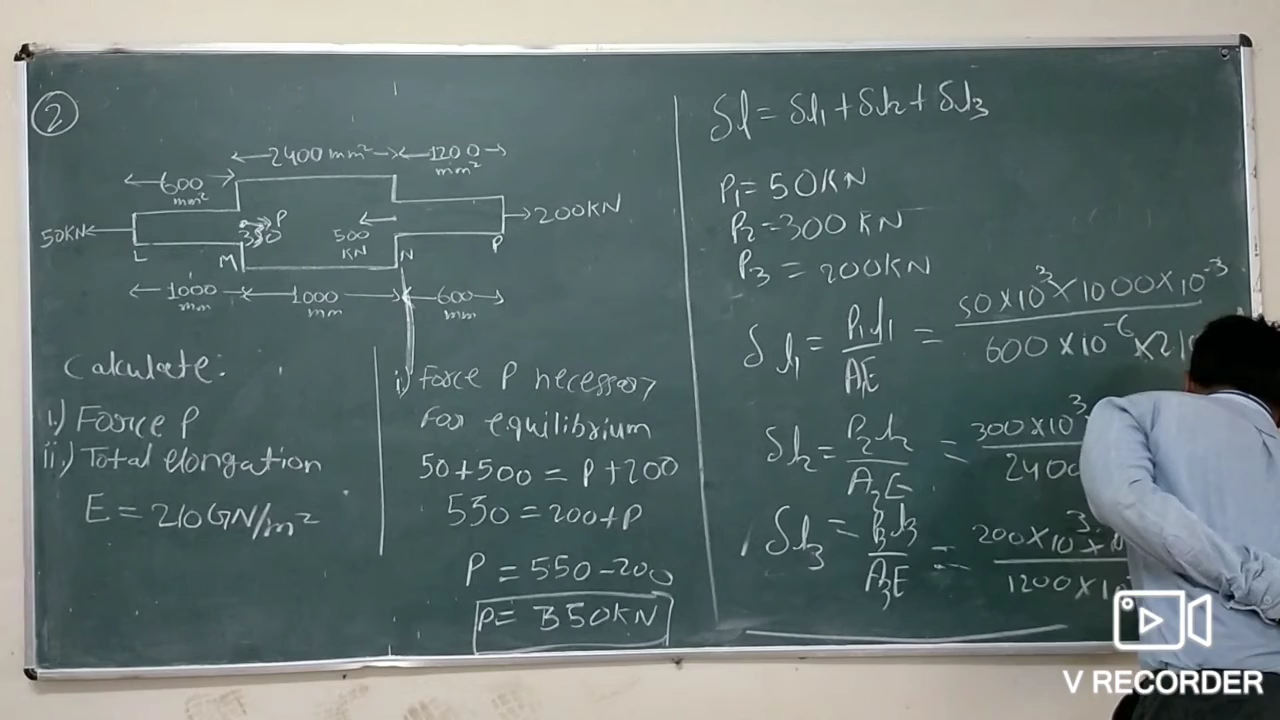 ②
2400 mm²
1200 mm²
600 mm²
50KN
P
350
500 KN
200KN
L
M
N
P
1000 mm
1000 mm
600 mm
Calculate:
i.) Force P
ii.) Total elongation
E = 210 GN/m²
i) Force P necessary
for equilibrium
50+500 = P+200
550 = 200+P
P = 550-200
P= 350KN
δl = δl₁ + δl₂ + δl₃
P₁= 50KN
P₂=300 KN
P₃ = 200KN
δl₁ = P₁l₁/A₁E = 50×10³×1000×10⁻³
600×10⁻⁶×21
δl₂ = P₂l₂/A₂E = 300×10³
2400
δl₃ = P₃l₃/A₃E = 200×10³×
1200×
V RECORDER